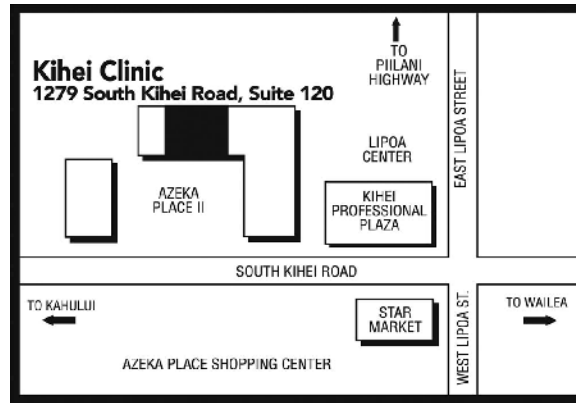 Kihei Clinic
1279 South Kihei Road, Suite 120
TO
PIILANI
HIGHWAY
EAST LIPOA STREET
LIPOA
CENTER
AZEKA
PLACE II
KIHEI
PROFESSIONAL
PLAZA
SOUTH KIHEI ROAD
TO KAHULUI
STAR
MARKET
WEST LIPOA ST.
TO WAILEA
AZEKA PLACE SHOPPING CENTER